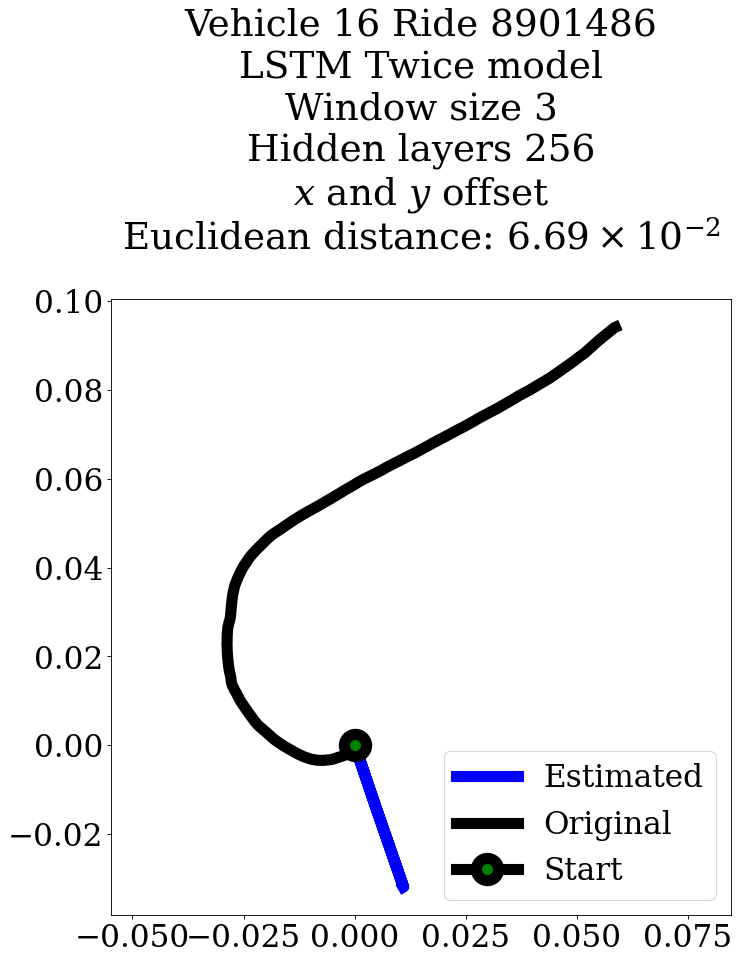 Vehicle 16 Ride 8901486
LSTM Twice model
Window size 3
Hidden layers 256
x and y offset
Euclidean distance: 6.69 × 10⁻²
0.10
0.08
0.06
0.04
0.02
0.00
−0.02
Estimated
Original
Start
−0.050 −0.025 0.000 0.025 0.050 0.075